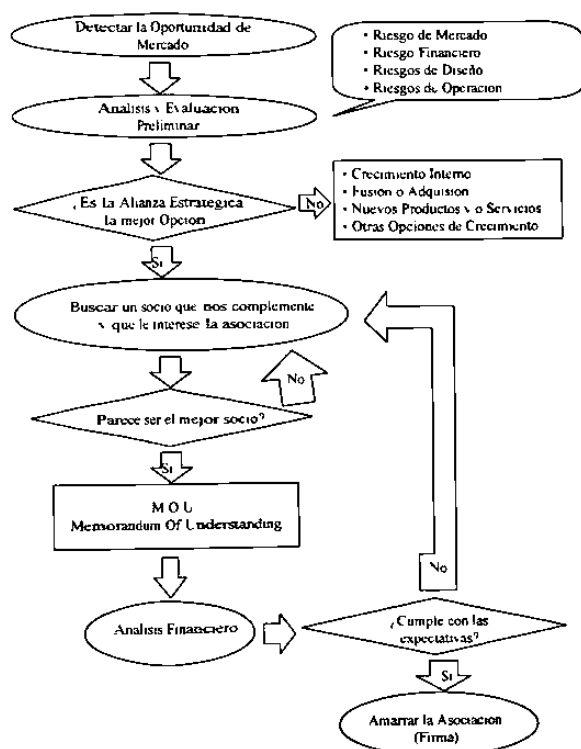 Detectar la Oportunidad de
Mercado
• Riesgo de Mercado
• Riesgo Financiero
• Riesgos de Diseño
• Riesgos de Operacion
Analisis y Evaluacion
Preliminar
¿Es la Alianza Estrategica
la mejor Opcion
No
• Crecimiento Interno
• Fusion o Adquision
• Nuevos Productos y o Servicios
• Otras Opciones de Crecimiento
Si
Buscar un socio que nos complemente
y que le interese la asociacion
No
Parece ser el mejor socio?
Si
M O U
Memorandum Of Understanding
No
Analisis Financiero
¿Cumple con las
expectativas?
Si
Amarrar la Asociacion
(Firma)